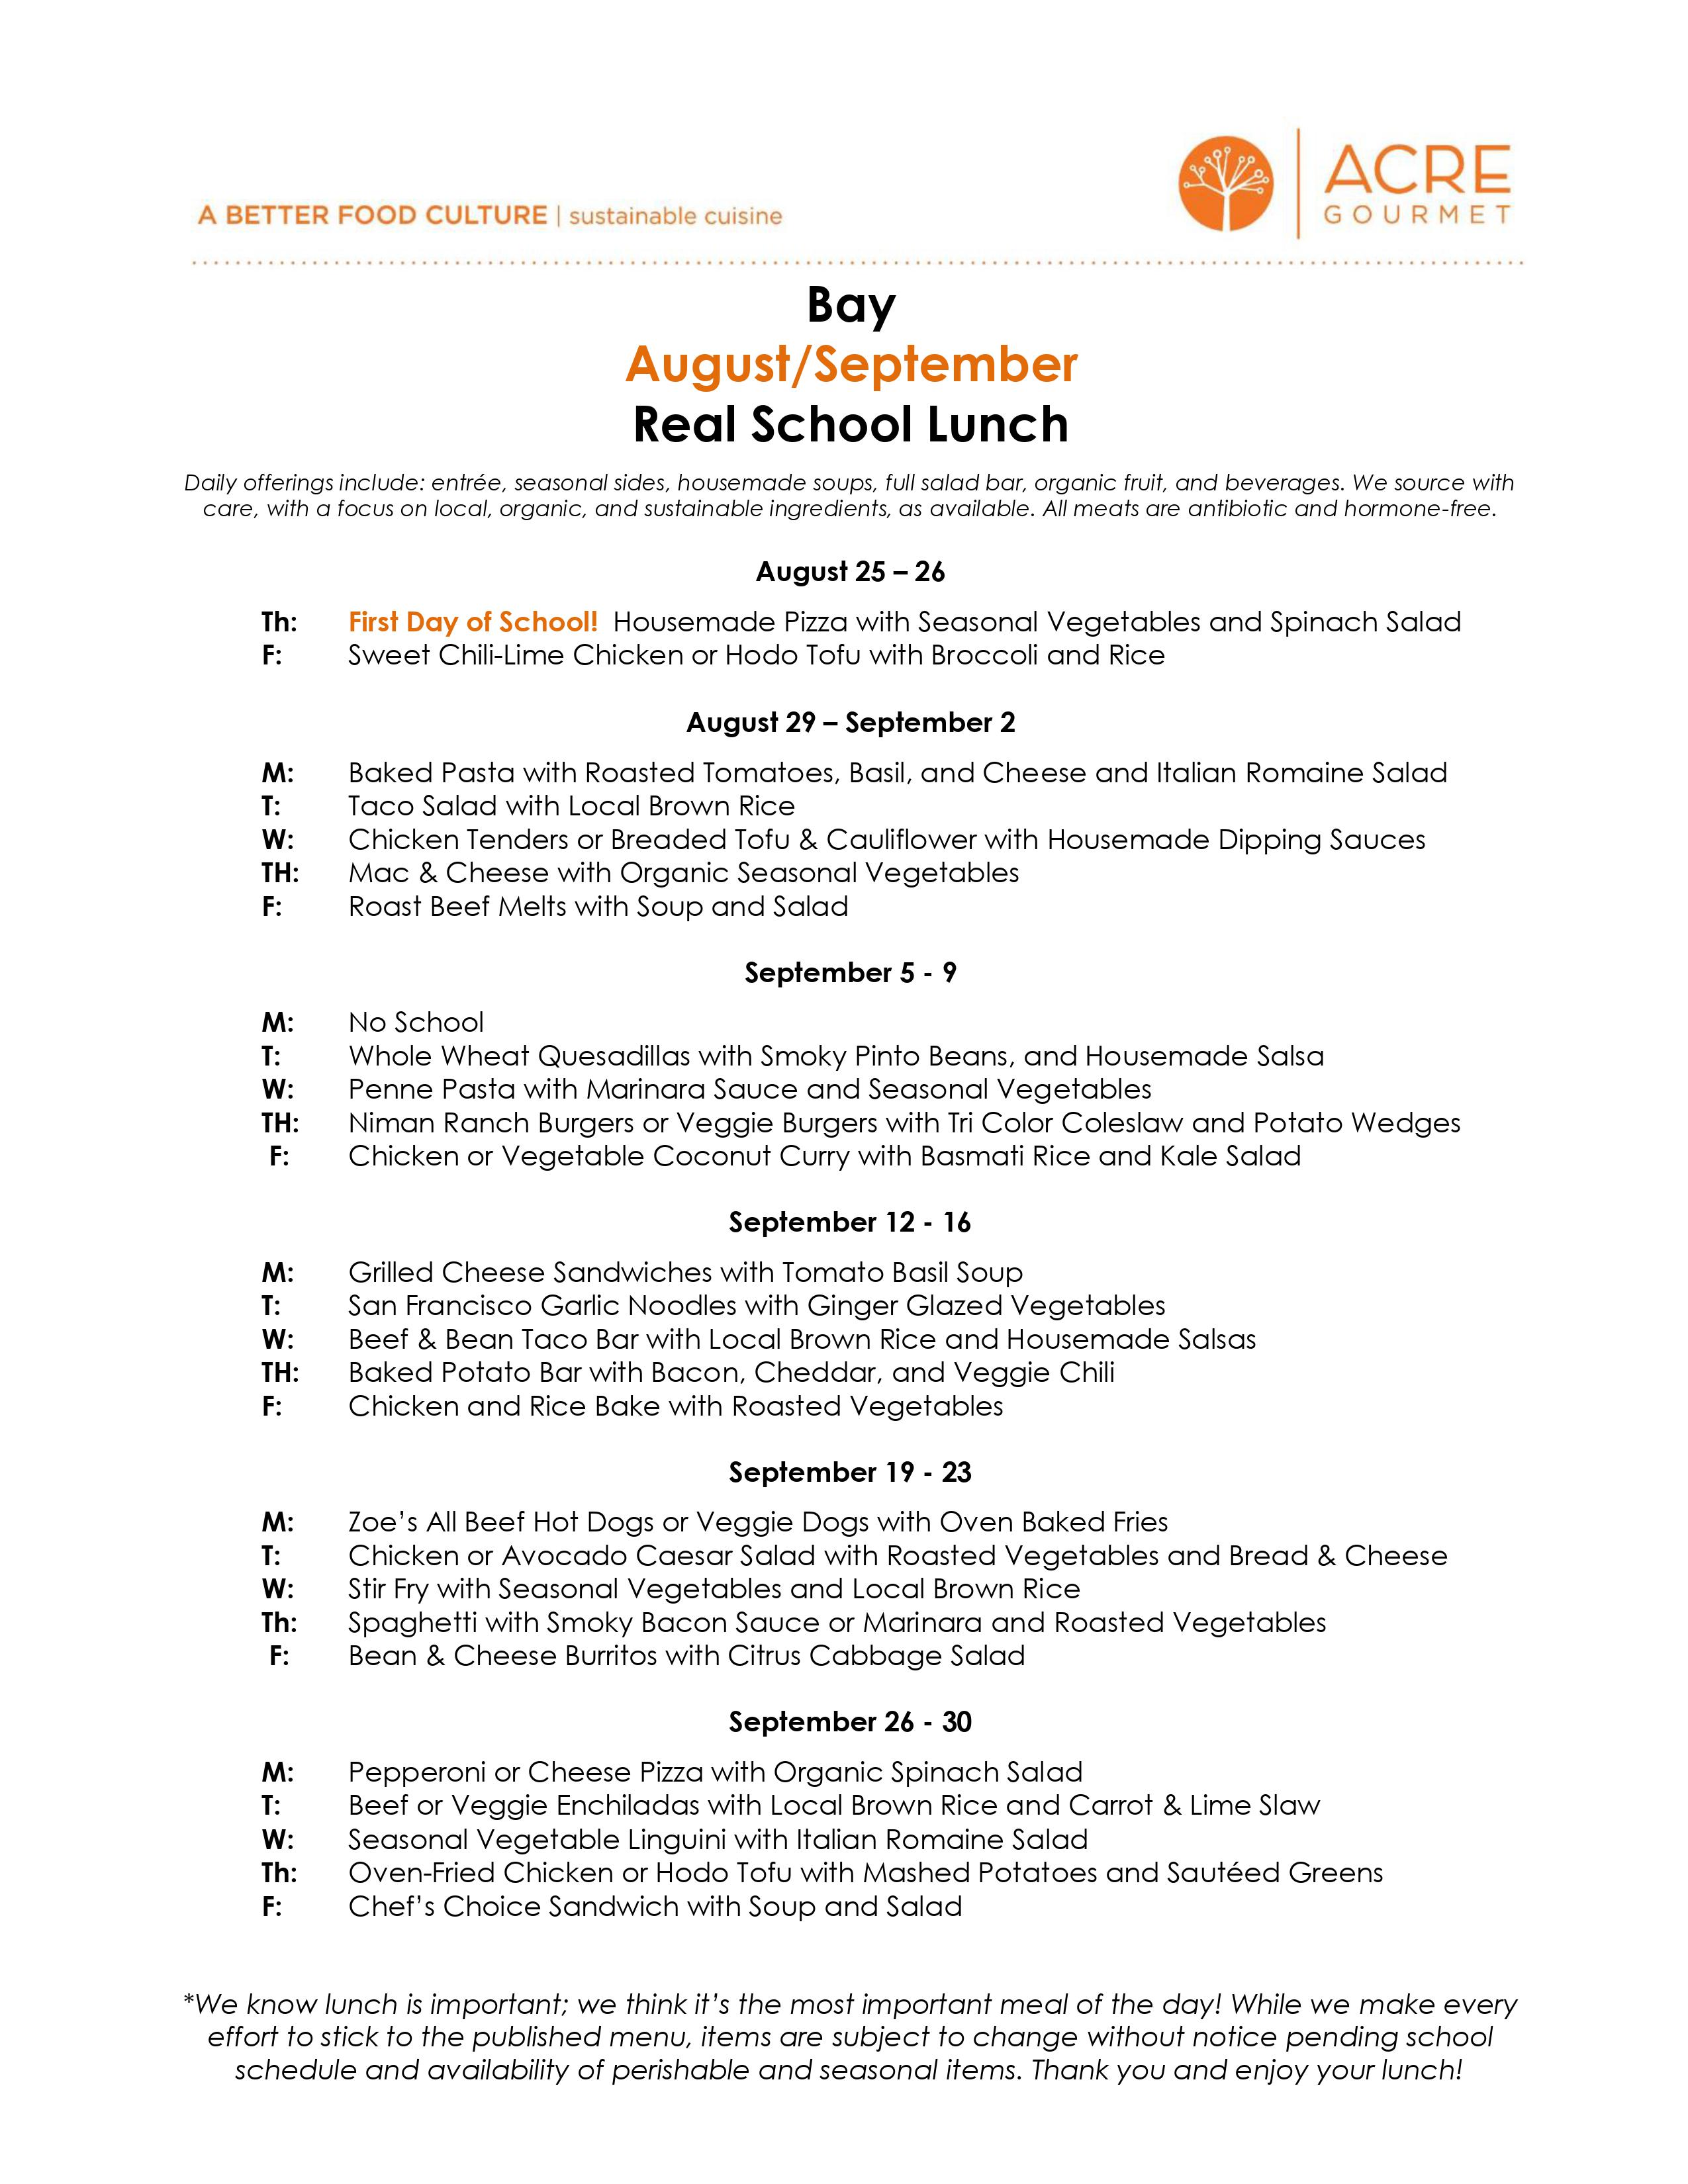 A BETTER FOOD CULTURE | sustainable cuisine
ACRE
GOURMET
Bay
August/September
Real School Lunch
Daily offerings include: entrée, seasonal sides, housemade soups, full salad bar, organic fruit, and beverages. We source with
care, with a focus on local, organic, and sustainable ingredients, as available. All meats are antibiotic and hormone-free.
August 25 – 26
Th: First Day of School! Housemade Pizza with Seasonal Vegetables and Spinach Salad
F: Sweet Chili-Lime Chicken or Hodo Tofu with Broccoli and Rice
August 29 – September 2
M: Baked Pasta with Roasted Tomatoes, Basil, and Cheese and Italian Romaine Salad
T: Taco Salad with Local Brown Rice
W: Chicken Tenders or Breaded Tofu & Cauliflower with Housemade Dipping Sauces
TH: Mac & Cheese with Organic Seasonal Vegetables
F: Roast Beef Melts with Soup and Salad
September 5 - 9
M: No School
T: Whole Wheat Quesadillas with Smoky Pinto Beans, and Housemade Salsa
W: Penne Pasta with Marinara Sauce and Seasonal Vegetables
TH: Niman Ranch Burgers or Veggie Burgers with Tri Color Coleslaw and Potato Wedges
F: Chicken or Vegetable Coconut Curry with Basmati Rice and Kale Salad
September 12 - 16
M: Grilled Cheese Sandwiches with Tomato Basil Soup
T: San Francisco Garlic Noodles with Ginger Glazed Vegetables
W: Beef & Bean Taco Bar with Local Brown Rice and Housemade Salsas
TH: Baked Potato Bar with Bacon, Cheddar, and Veggie Chili
F: Chicken and Rice Bake with Roasted Vegetables
September 19 - 23
M: Zoe’s All Beef Hot Dogs or Veggie Dogs with Oven Baked Fries
T: Chicken or Avocado Caesar Salad with Roasted Vegetables and Bread & Cheese
W: Stir Fry with Seasonal Vegetables and Local Brown Rice
Th: Spaghetti with Smoky Bacon Sauce or Marinara and Roasted Vegetables
F: Bean & Cheese Burritos with Citrus Cabbage Salad
September 26 - 30
M: Pepperoni or Cheese Pizza with Organic Spinach Salad
T: Beef or Veggie Enchiladas with Local Brown Rice and Carrot & Lime Slaw
W: Seasonal Vegetable Linguini with Italian Romaine Salad
Th: Oven-Fried Chicken or Hodo Tofu with Mashed Potatoes and Sautéed Greens
F: Chef’s Choice Sandwich with Soup and Salad
*We know lunch is important; we think it’s the most important meal of the day! While we make every
effort to stick to the published menu, items are subject to change without notice pending school
schedule and availability of perishable and seasonal items. Thank you and enjoy your lunch!